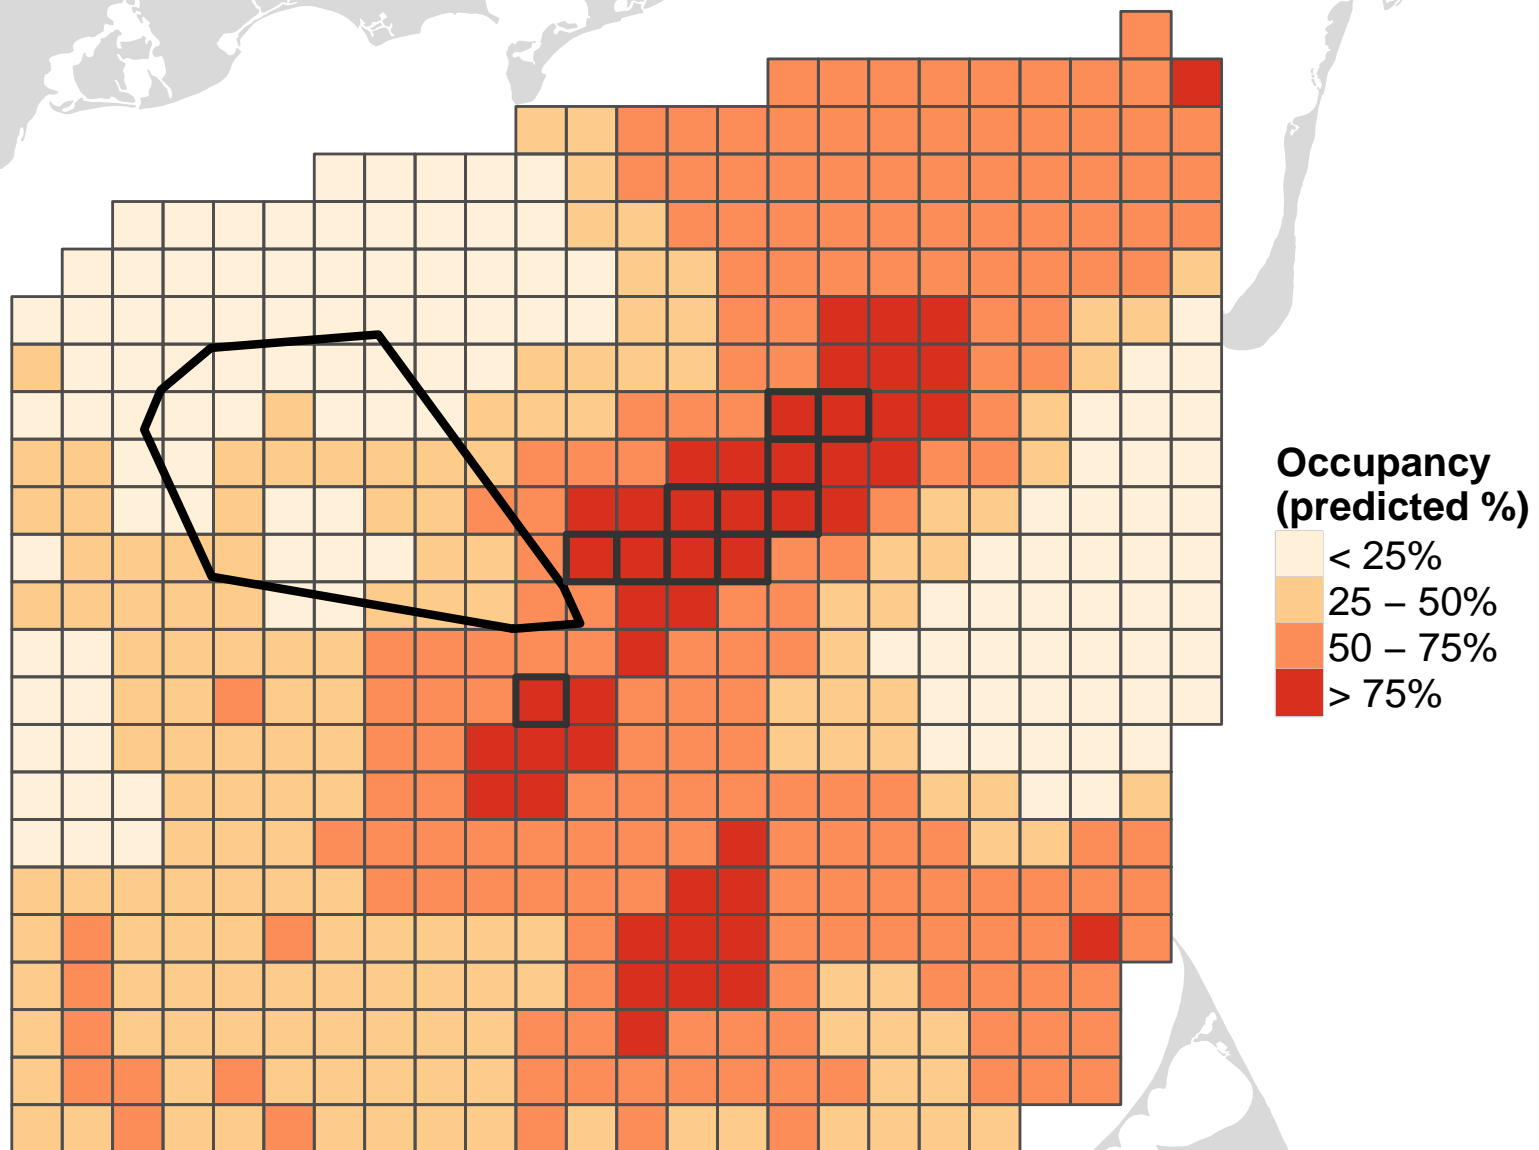 Occupancy
(predicted %)
< 25%
25 – 50%
50 – 75%
> 75%